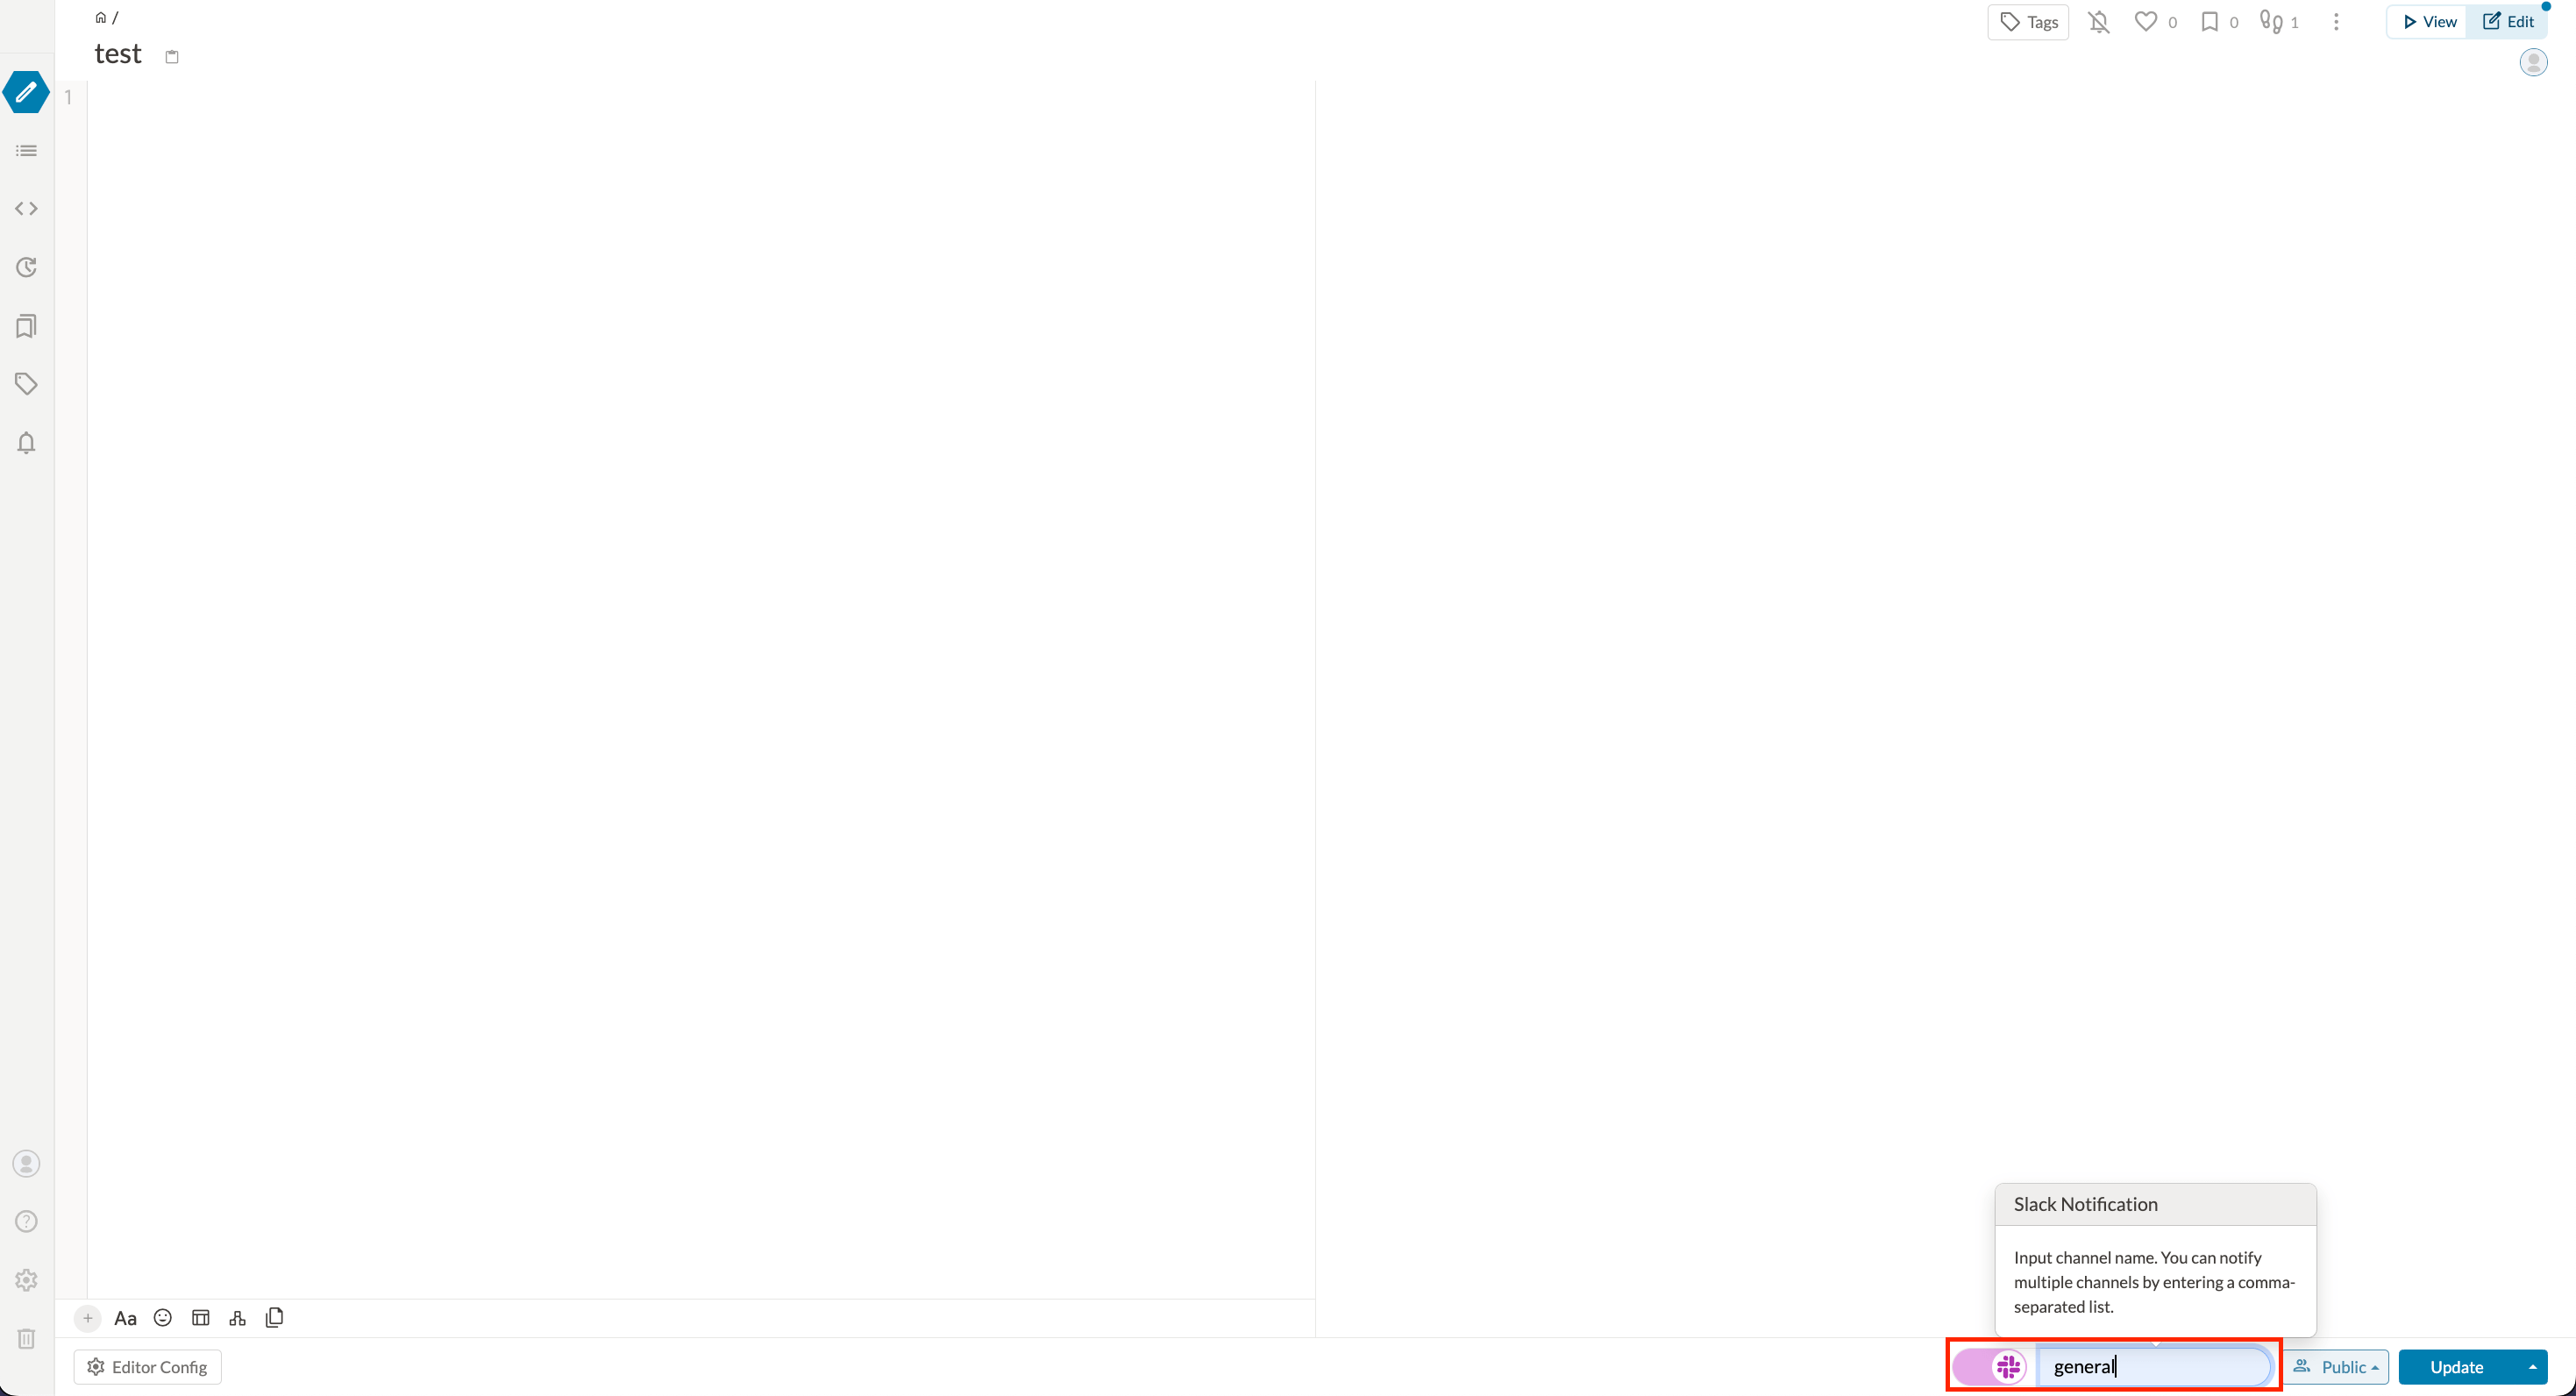 /
test
Tags
0
0
1
View
Edit
1
Slack Notification
Input channel name. You can notify
multiple channels by entering a comma-
separated list.
Aa
Editor Config
general
Public
Update